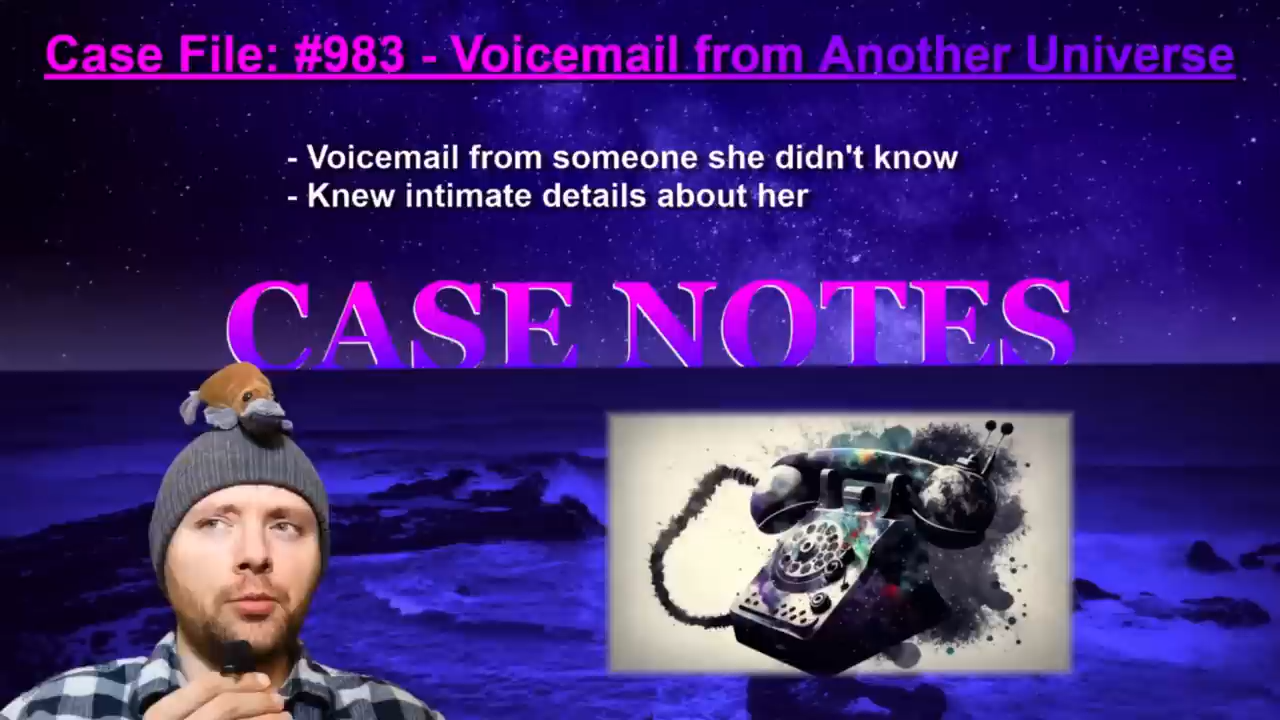 Case File: #983 - Voicemail from Another Universe
- Voicemail from someone she didn't know
- Knew intimate details about her
CASE NOTES